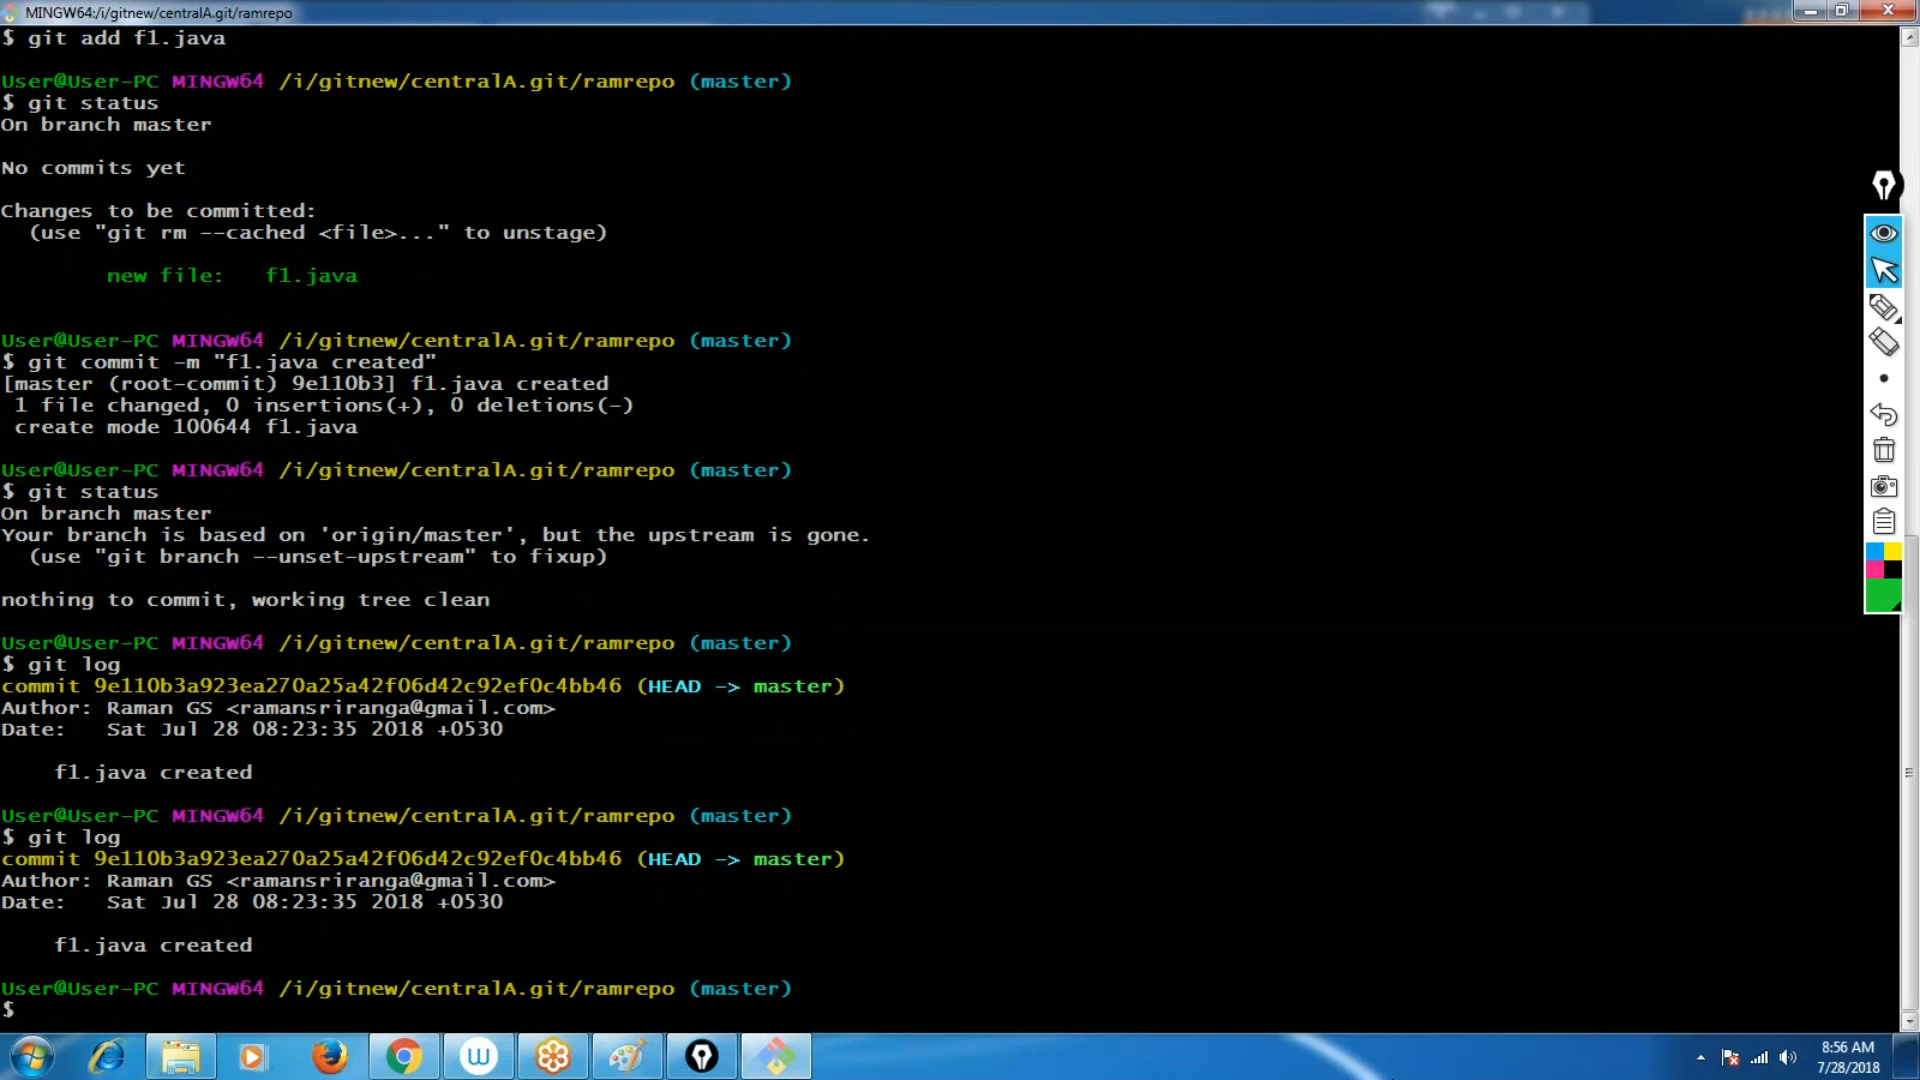 MINGW64:/i/gitnew/centralA.git/ramrepo
$ git add f1.java
User@User-PC MINGW64 /i/gitnew/centralA.git/ramrepo (master)
$ git status
On branch master
No commits yet
Changes to be committed:
(use "git rm --cached <file>..." to unstage)
new file: f1.java
User@User-PC MINGW64 /i/gitnew/centralA.git/ramrepo (master)
$ git commit -m "f1.java created"
[master (root-commit) 9e110b3] f1.java created
1 file changed, 0 insertions(+), 0 deletions(-)
create mode 100644 f1.java
User@User-PC MINGW64 /i/gitnew/centralA.git/ramrepo (master)
$ git status
On branch master
Your branch is based on 'origin/master', but the upstream is gone.
(use "git branch --unset-upstream" to fixup)
nothing to commit, working tree clean
User@User-PC MINGW64 /i/gitnew/centralA.git/ramrepo (master)
$ git log
commit 9e110b3a923ea270a25a42f06d42c92ef0c4bb46 (HEAD -> master)
Author: Raman GS <ramansriranga@gmail.com>
Date: Sat Jul 28 08:23:35 2018 +0530
f1.java created
User@User-PC MINGW64 /i/gitnew/centralA.git/ramrepo (master)
$ git log
commit 9e110b3a923ea270a25a42f06d42c92ef0c4bb46 (HEAD -> master)
Author: Raman GS <ramansriranga@gmail.com>
Date: Sat Jul 28 08:23:35 2018 +0530
f1.java created
User@User-PC MINGW64 /i/gitnew/centralA.git/ramrepo (master)
$
8:56 AM
7/28/2018